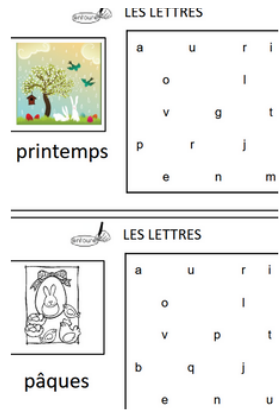 entoure LES LETTRES
a u r i
o l
v g t
printemps
p r j
e n m
entoure LES LETTRES
a u r i
o l
v p t
b q j
pâques
e n u